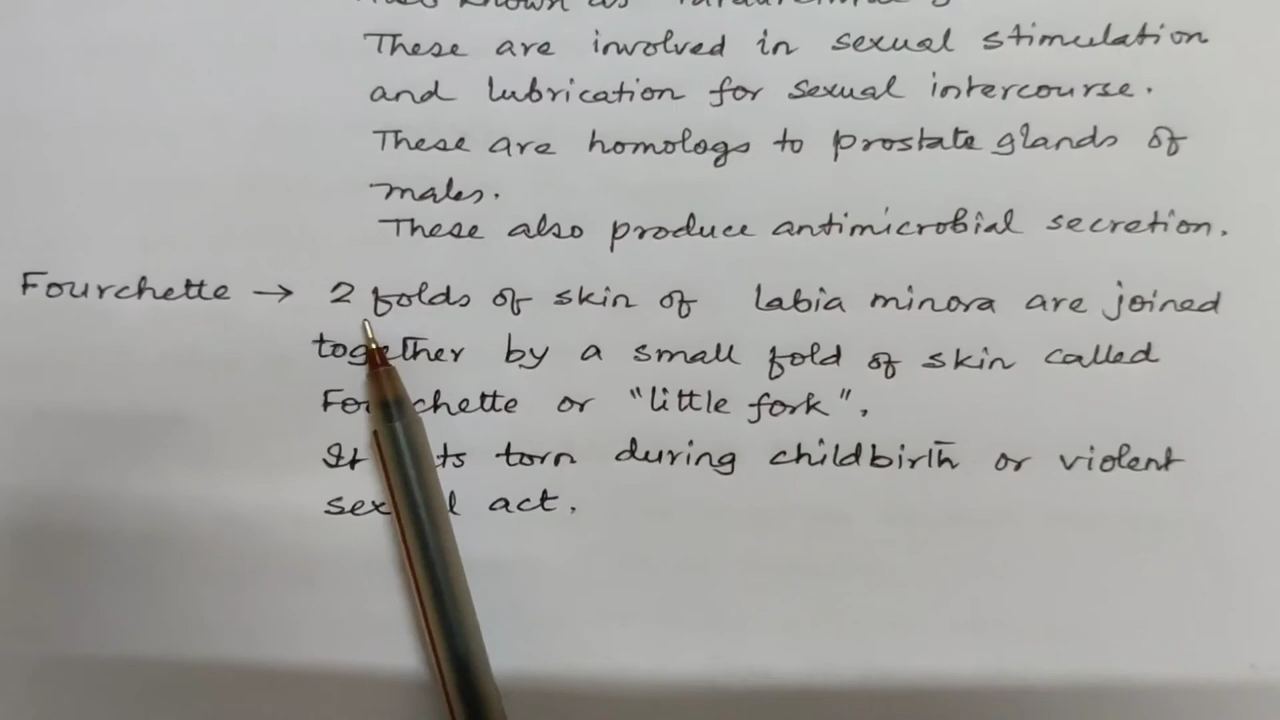 These are involved in sexual stimulation
and lubrication for sexual intercourse.
These are homologs to prostate glands of
males.
These also produce antimicrobial secretion.
Fourchette → 2 folds of skin of labia minora are joined
together by a small fold of skin called
Fourchette or "little fork".
It torn during childbirth or violent
act.